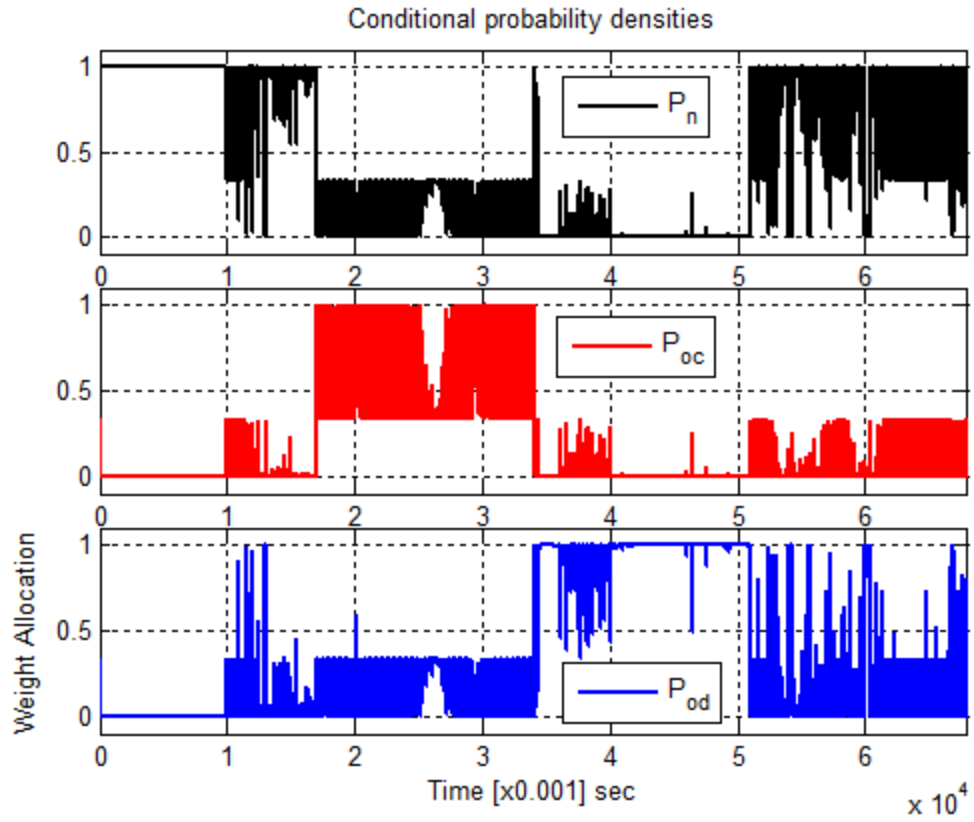 Conditional probability densities
1
0.5
0
P_n
0 1 2 3 4 5 6
1
0.5
0
P_oc
0 1 2 3 4 5 6
Weight Allocation
1
0.5
0
P_od
0 1 2 3 4 5 6
Time [x0.001] sec
x 10^4